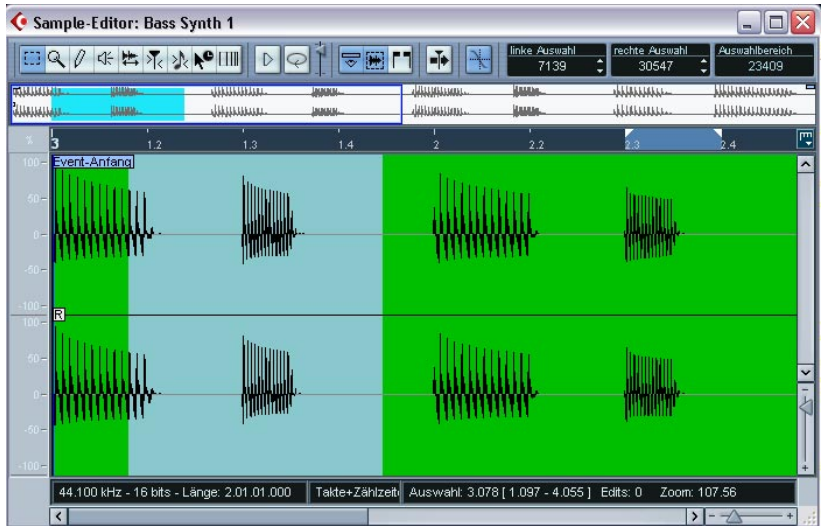 Sample-Editor: Bass Synth 1
linke Auswahl
7139
rechte Auswahl
30547
Auswahlbereich
23409
%
3
1.2
1.3
1.4
2
2.2
2.3
2.4
Event-Anfang
100
50
0
-50
-100
R
100
50
0
-50
-100
44.100 kHz - 16 bits - Länge: 2.01.01.000
Takte+Zählzeit
Auswahl: 3.078 [ 1.097 - 4.055 ]
Edits: 0
Zoom: 107.56